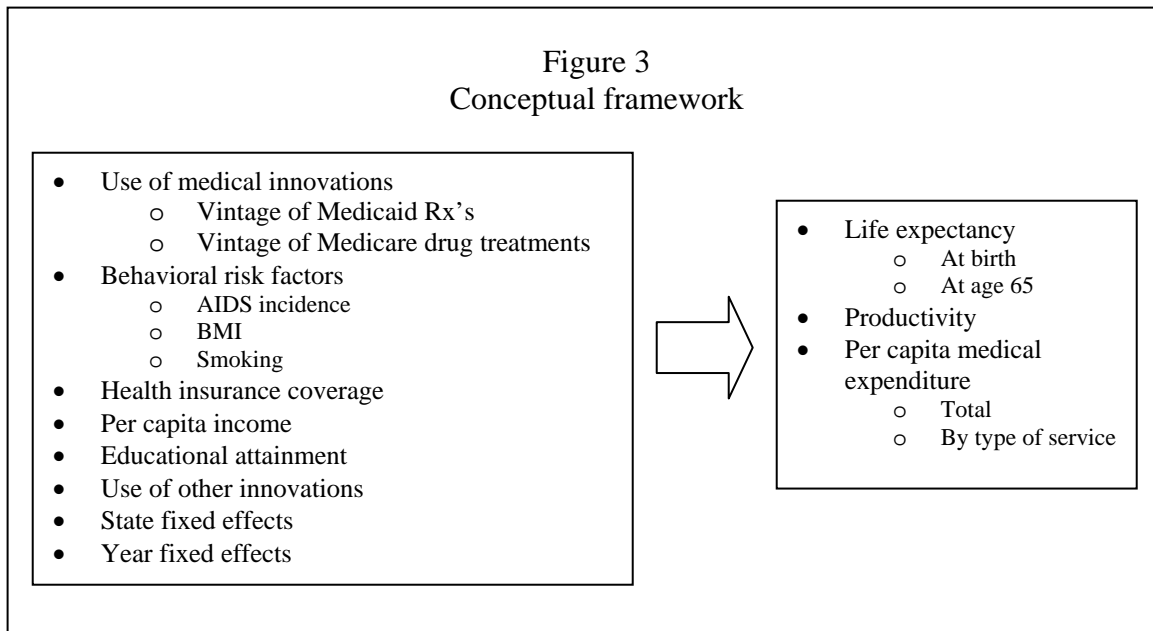 Figure 3
Conceptual framework
• Use of medical innovations
o Vintage of Medicaid Rx’s
o Vintage of Medicare drug treatments
• Behavioral risk factors
o AIDS incidence
o BMI
o Smoking
• Health insurance coverage
• Per capita income
• Educational attainment
• Use of other innovations
• State fixed effects
• Year fixed effects
• Life expectancy
o At birth
o At age 65
• Productivity
• Per capita medical
expenditure
o Total
o By type of service